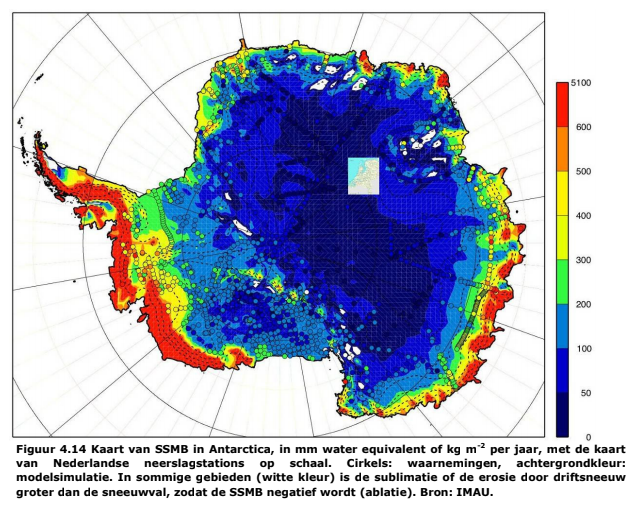 5100
600
500
400
300
200
100
50
0
Figuur 4.14 Kaart van SSMB in Antarctica, in mm water equivalent of kg m⁻² per jaar, met de kaart
van Nederlandse neerslagstations op schaal. Cirkels: waarnemingen, achtergrondkleur:
modelsimulatie. In sommige gebieden (witte kleur) is de sublimatie of de erosie door driftsneeuw
groter dan de sneeuwval, zodat de SSMB negatief wordt (ablatie). Bron: IMAU.